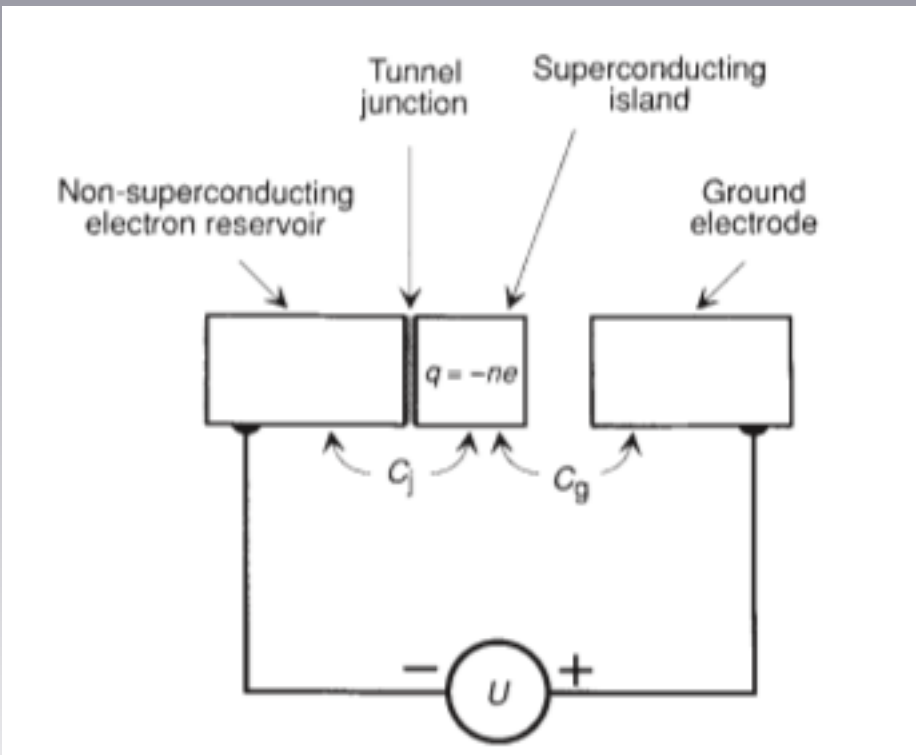 Tunnel
junction
Superconducting
island
Non-superconducting
electron reservoir
Ground
electrode
q = −ne
Cj
Cg
− U +